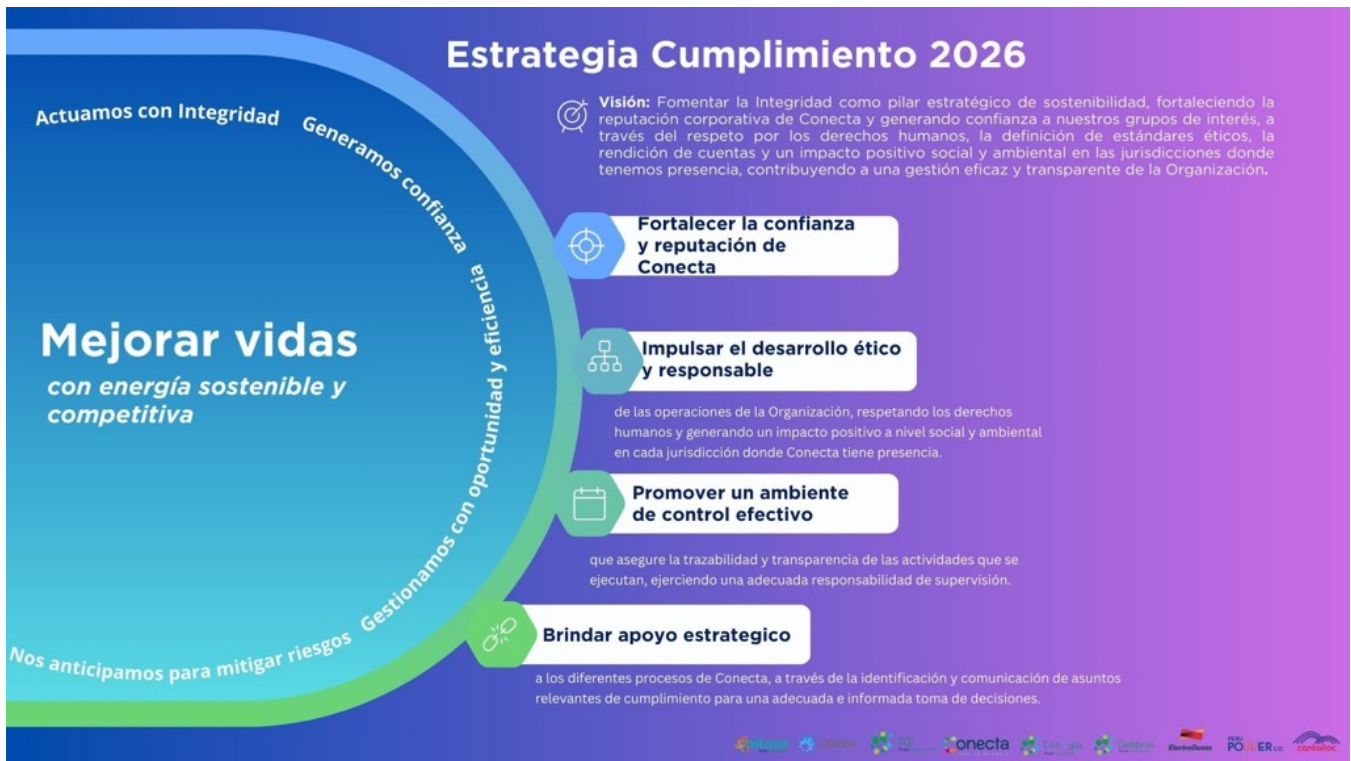 Estrategia Cumplimiento 2026
Visión: Fomentar la Integridad como pilar estratégico de sostenibilidad, fortaleciendo la
reputación corporativa de Conecta y generando confianza a nuestros grupos de interés, a
través del respeto por los derechos humanos, la definición de estándares éticos, la
rendición de cuentas y un impacto positivo social y ambiental en las jurisdicciones donde
tenemos presencia, contribuyendo a una gestión eficaz y transparente de la Organización.
Actuamos con Integridad
Generamos confianza
Gestionamos con oportunidad y eficiencia
Nos anticipamos para mitigar riesgos
Mejorar vidas
con energía sostenible y
competitiva
Fortalecer la confianza
y reputación de
Conecta
Impulsar el desarrollo ético
y responsable
de las operaciones de la Organización, respetando los derechos
humanos y generando un impacto positivo a nivel social y ambiental
en cada jurisdicción donde Conecta tiene presencia.
Promover un ambiente
de control efectivo
que asegure la trazabilidad y transparencia de las actividades que se
ejecutan, ejerciendo una adecuada responsabilidad de supervisión.
Brindar apoyo estrategico
a los diferentes procesos de Conecta, a través de la identificación y comunicación de asuntos
relevantes de cumplimiento para una adecuada e informada toma de decisiones.
TGI
Conecta
ElectroDunas
PERU
POWER co.